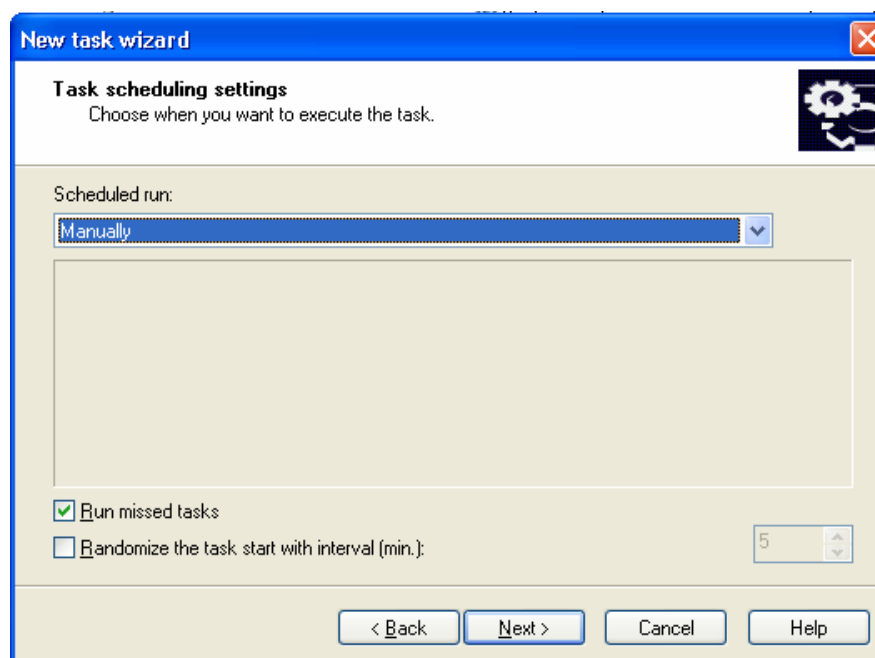 New task wizard
Task scheduling settings
Choose when you want to execute the task.
Scheduled run:
Manually
Run missed tasks
Randomize the task start with interval (min.):
5
< Back
Next >
Cancel
Help